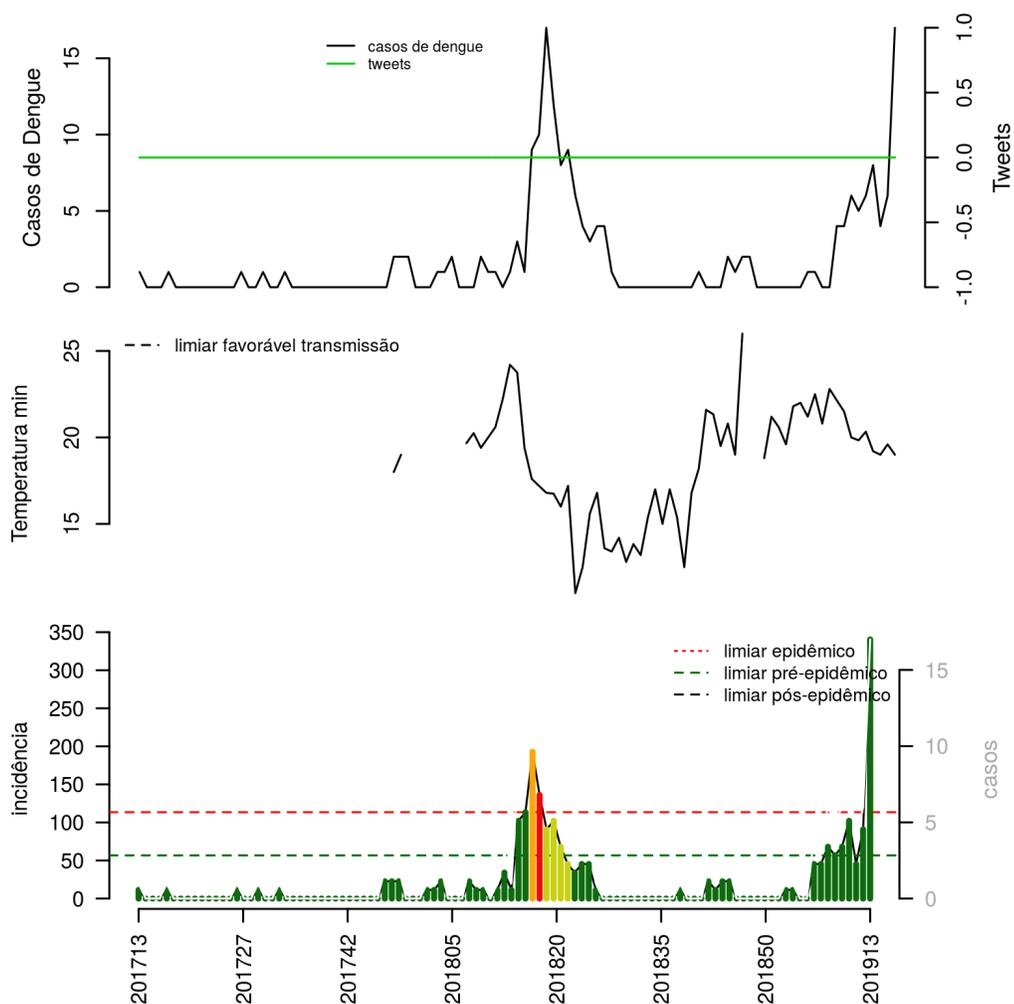 casos de dengue
tweets
Casos de Dengue
0
5
10
15
Tweets
-1.0
-0.5
0.0
0.5
1.0
limiar favorável transmissão
Temperatura min
15
20
25
limiar epidêmico
limiar pré-epidêmico
limiar pós-epidêmico
incidência
0
50
100
150
200
250
300
350
casos
0
5
10
15
201713
201727
201742
201805
201820
201835
201850
201913